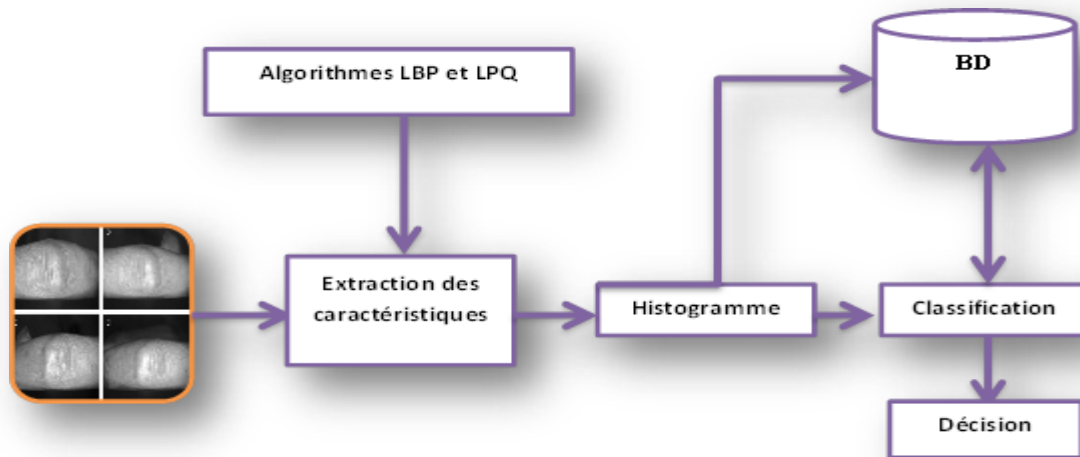 Algorithmes LBP et LPQ
BD
Extraction des
caractéristiques
Histogramme
Classification
Décision